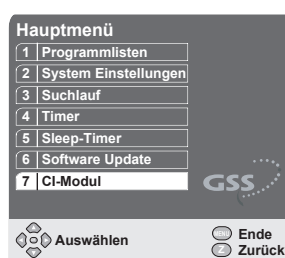 Hauptmenü
1 Programmlisten
2 System Einstellungen
3 Suchlauf
4 Timer
5 Sleep-Timer
6 Software Update
7 CI-Modul
GSS
Auswählen
MENU Ende
Z Zurück